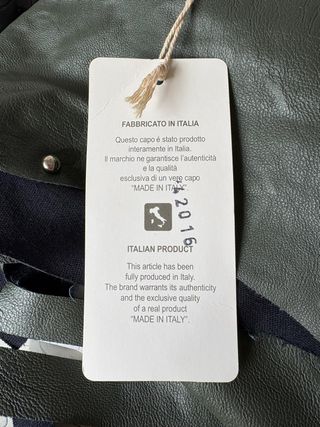 FABBRICATO IN ITALIA
Questo capo é stato prodotto
interamente in Italia.
Il marchio ne garantisce l'autenticità
e la qualità
esclusiva di un vero capo
"MADE IN ITALY".
42016
ITALIAN PRODUCT
This article has been
fully produced in Italy.
The brand warrants its authenticity
and the exclusive quality
of a real product
"MADE IN ITALY".